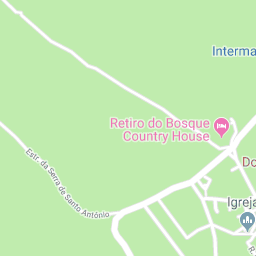 Interma
Retiro do Bosque
Country House
Do
Estr. da Serra de Santo António
Igreja
R.